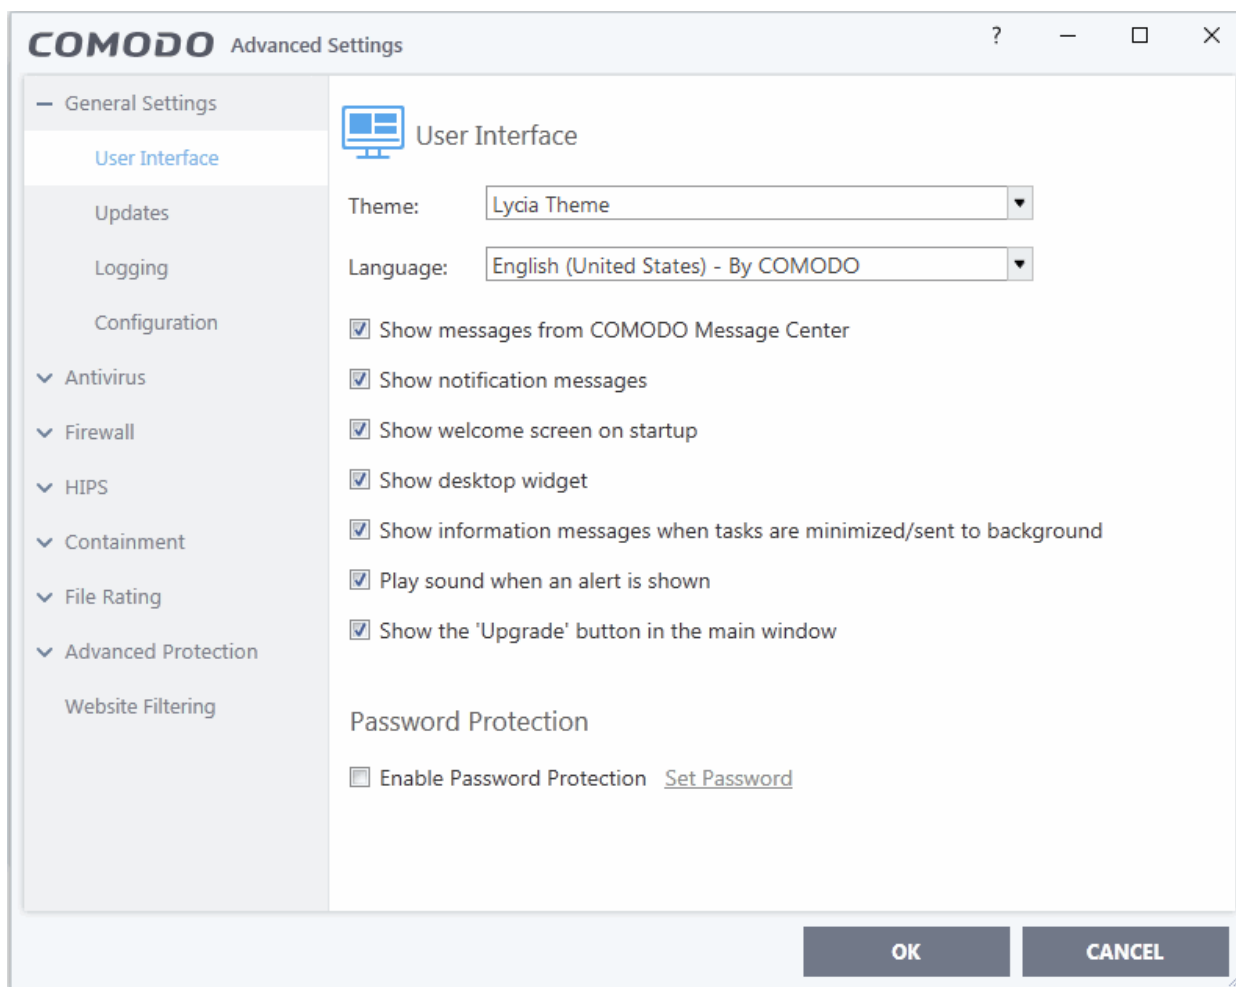 COMODO Advanced Settings ?
General Settings
User Interface
Updates
Logging
Configuration
Antivirus
Firewall
HIPS
Containment
File Rating
Advanced Protection
Website Filtering
User Interface
Theme: Lycia Theme
Language: English (United States) - By COMODO
Show messages from COMODO Message Center
Show notification messages
Show welcome screen on startup
Show desktop widget
Show information messages when tasks are minimized/sent to background
Play sound when an alert is shown
Show the 'Upgrade' button in the main window
Password Protection
Enable Password Protection Set Password
OK CANCEL